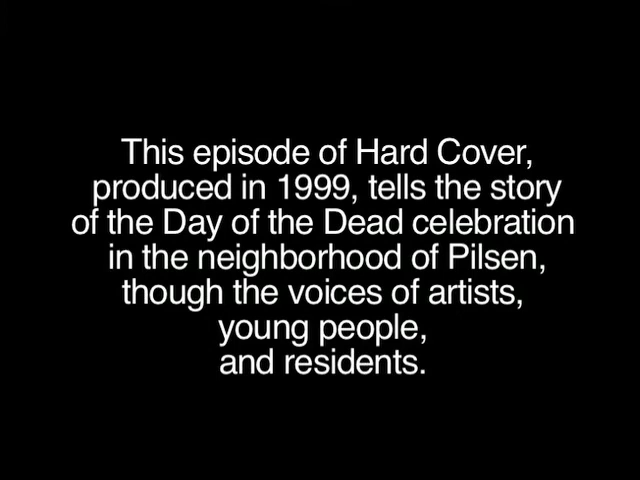 This episode of Hard Cover,
produced in 1999, tells the story
of the Day of the Dead celebration
in the neighborhood of Pilsen,
though the voices of artists,
young people,
and residents.